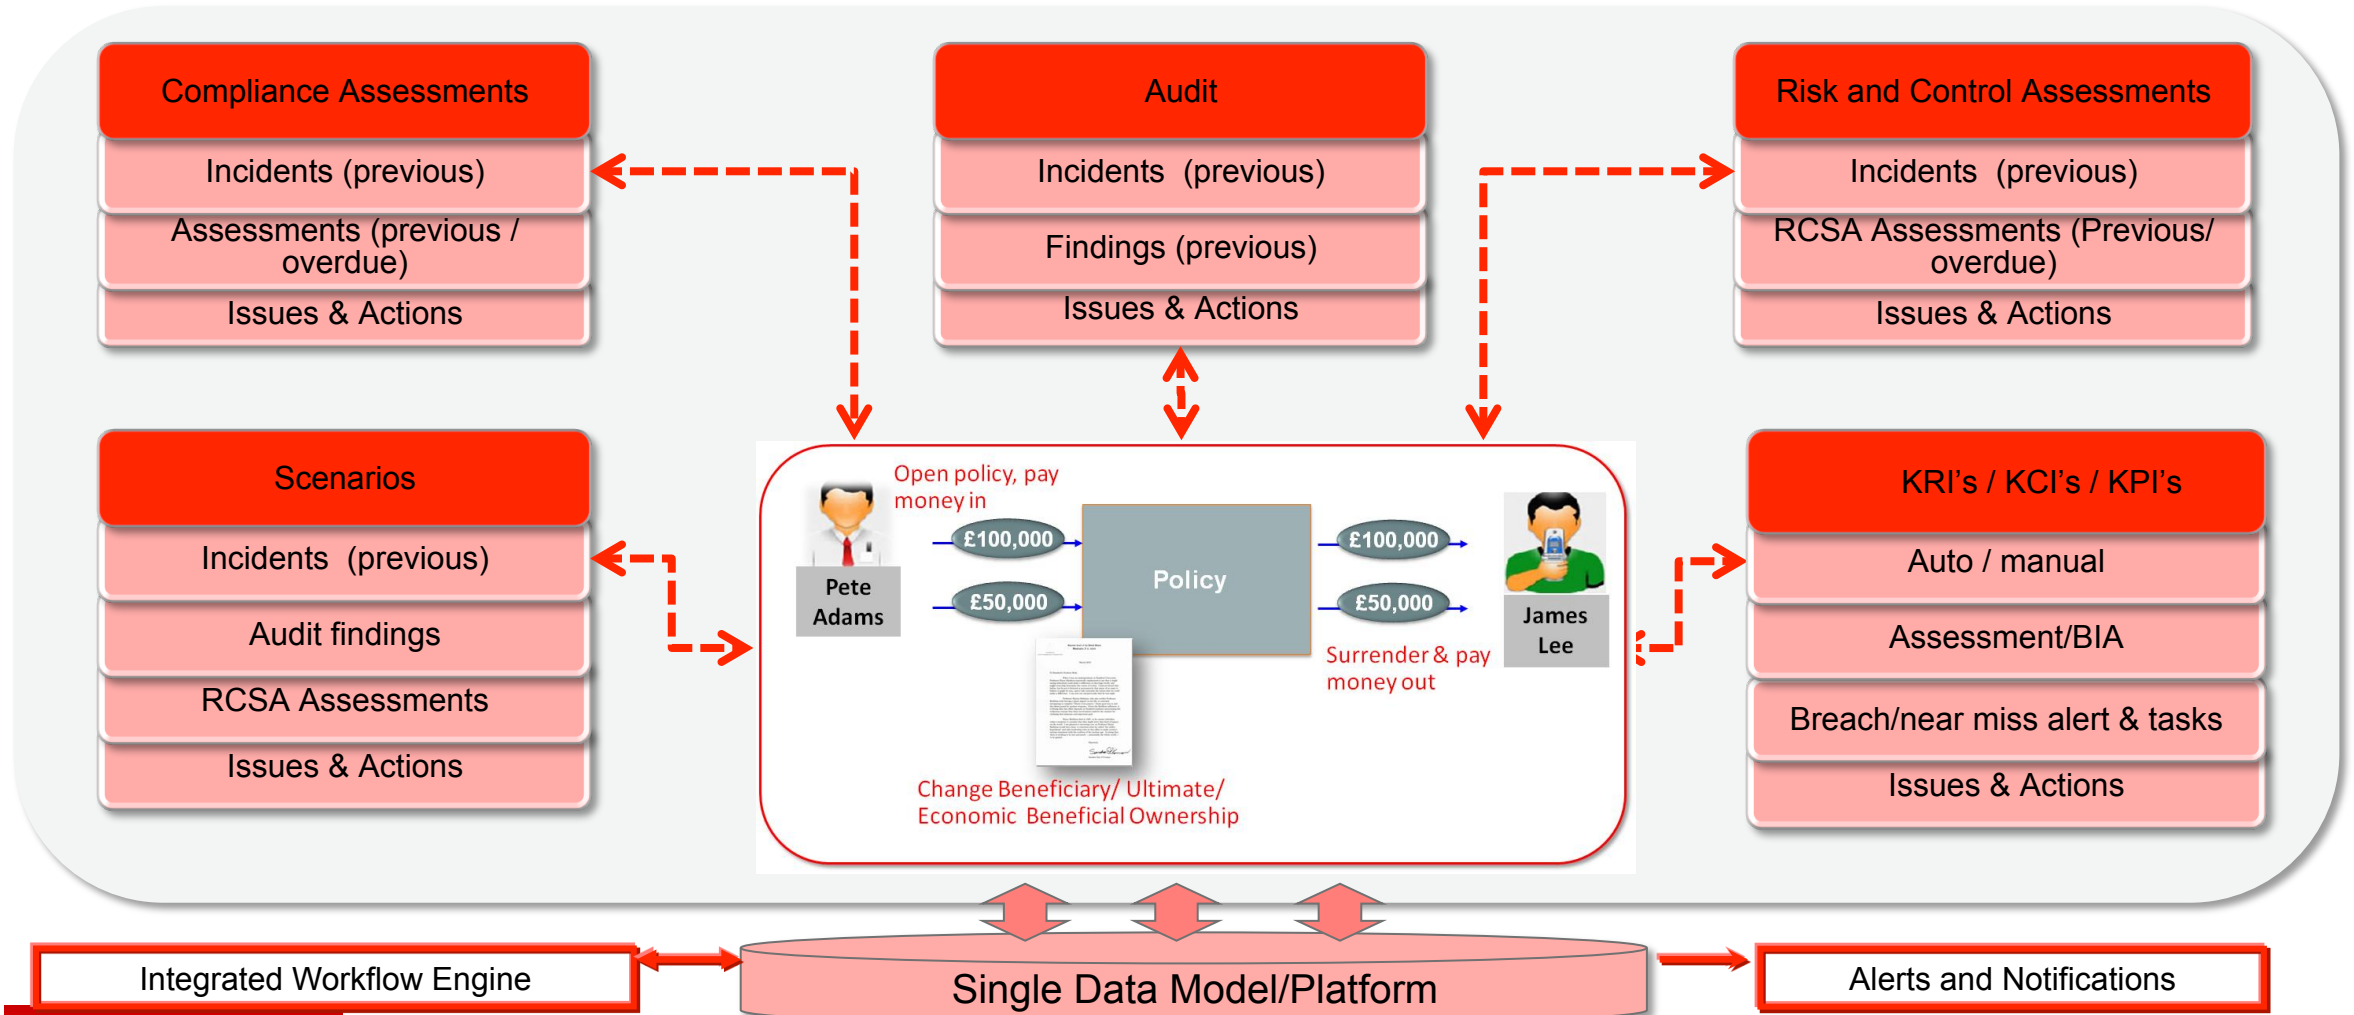 Compliance Assessments
Incidents (previous)
Assessments (previous /
overdue)
Issues & Actions
Audit
Incidents  (previous)
Findings (previous)
Issues & Actions
Risk and Control Assessments
Incidents  (previous)
RCSA Assessments (Previous/
overdue)
Issues & Actions
Scenarios
Incidents  (previous)
Audit findings
RCSA Assessments
Issues & Actions
Open policy, pay
money in
Pete
Adams
£100,000
£50,000
Policy
£100,000
£50,000
James
Lee
Surrender & pay
money out
Change Beneficiary/ Ultimate/
Economic  Beneficial Ownership
KRI’s / KCI’s / KPI’s
Auto / manual
Assessment/BIA
Breach/near miss alert & tasks
Issues & Actions
Integrated Workflow Engine
Single Data Model/Platform
Alerts and Notifications